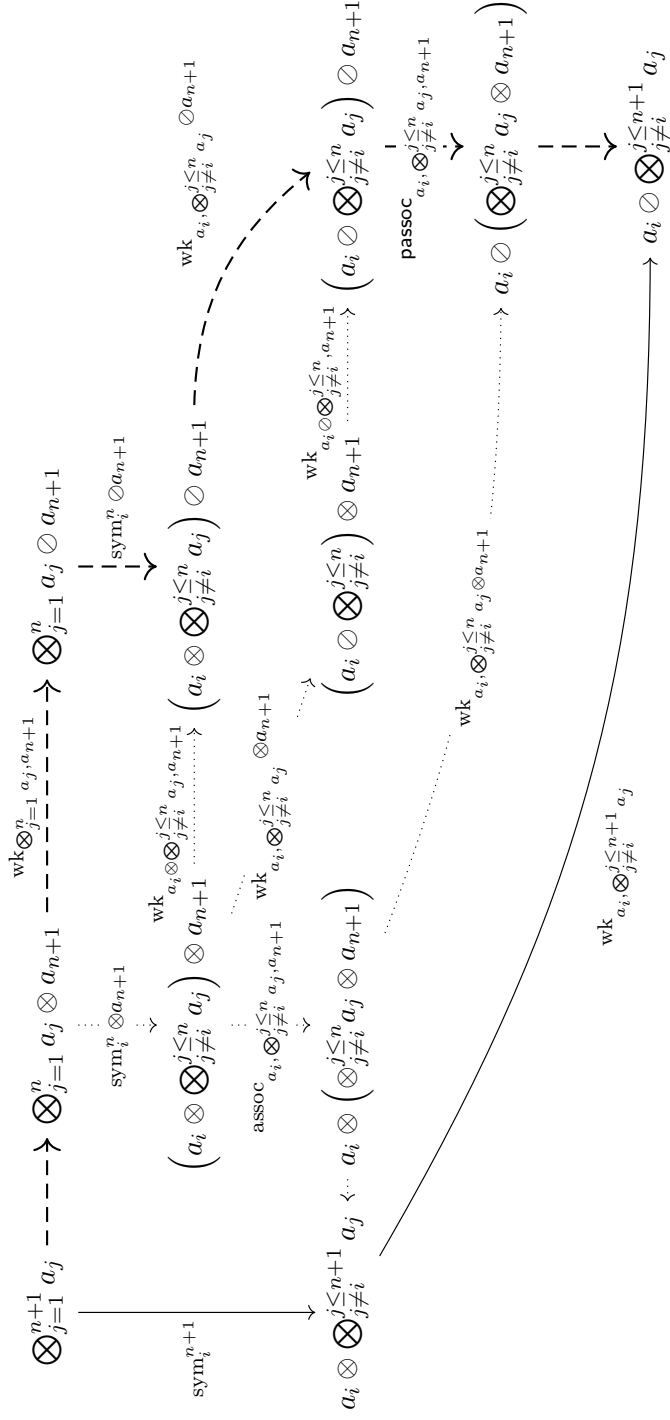 wk_{⨂_{j=1}^{n} a_j, a_{n+1}}
⨂_{j=1}^{n+1} a_j
⨂_{j=1}^{n} a_j ⊗ a_{n+1}
⨂_{j=1}^{n} a_j ⊘ a_{n+1}
sym_i^n ⊗a_{n+1}
sym_i^n ⊘a_{n+1}
wk_{a_i, ⨂_{j≠i}^{j≤n} a_j} ⊘a_{n+1}
wk_{a_i⊗⨂_{j≠i}^{j≤n} a_j, a_{n+1}}
(a_i ⊗ ⨂_{j≠i}^{j≤n} a_j) ⊗ a_{n+1}
(a_i ⊗ ⨂_{j≠i}^{j≤n} a_j) ⊘ a_{n+1}
sym_i^{n+1}
assoc_{a_i, ⨂_{j≠i}^{j≤n} a_j, a_{n+1}}
wk_{a_i, ⨂_{j≠i}^{j≤n} a_j} ⊗a_{n+1}
wk_{a_i⊘⨂_{j≠i}^{j≤n}, a_{n+1}}
a_i ⊗ ⨂_{j≠i}^{j≤n+1} a_j
a_i ⊗ (⊗_{j≠i}^{j≤n} a_j ⊗ a_{n+1})
(a_i ⊘ ⨂_{j≠i}^{j≤n}) ⊗ a_{n+1}
(a_i ⊘ ⨂_{j≠i}^{j≤n} a_j) ⊘ a_{n+1}
passoc_{a_i, ⨂_{j≠i}^{j≤n} a_j, a_{n+1}}
wk_{a_i, ⨂_{j≠i}^{j≤n} a_j⊗a_{n+1}}
a_i ⊘ (⨂_{j≠i}^{j≤n} a_j ⊗ a_{n+1})
wk_{a_i, ⨂_{j≠i}^{j≤n+1} a_j}
a_i ⊘ ⨂_{j≠i}^{j≤n+1} a_j